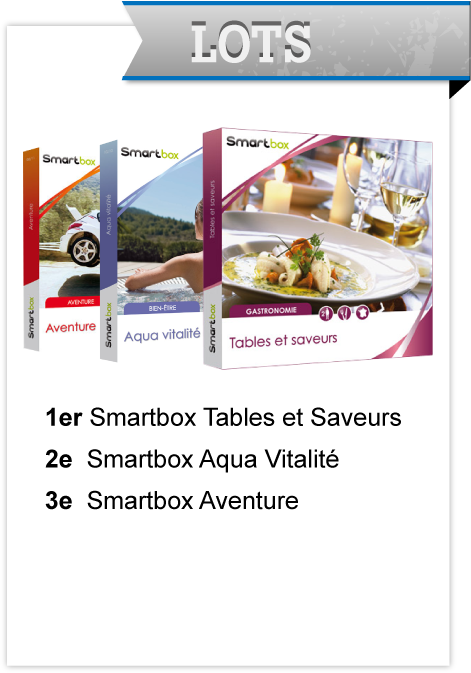 LOTS
Smartbox
Smartbox
Smartbox
Aventure
Aqua vitalité
Tables et saveurs
AVENTURE
BIEN-ÊTRE
GASTRONOMIE
Aventure
Aqua vitalité
Tables et saveurs
Smartbox
Smartbox
Smartbox
1er Smartbox Tables et Saveurs
2e Smartbox Aqua Vitalité
3e Smartbox Aventure